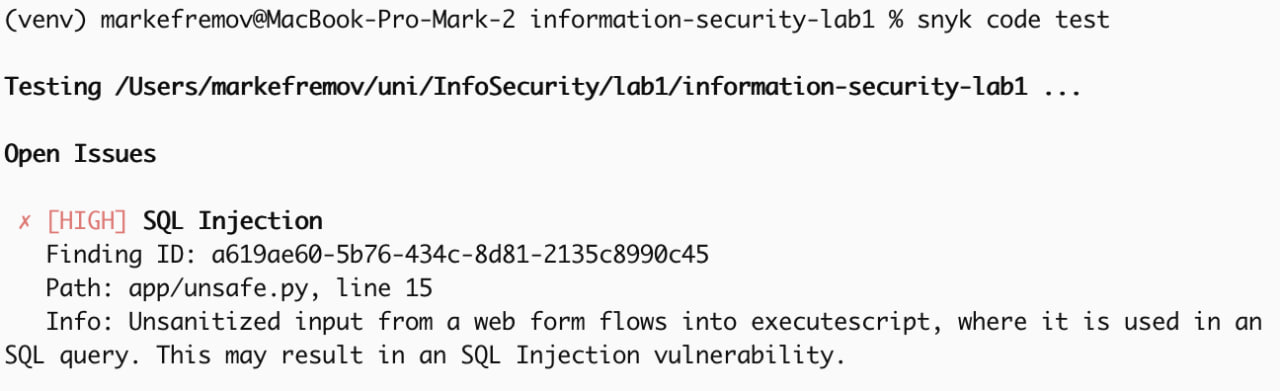 (venv) markefremov@MacBook-Pro-Mark-2 information-security-lab1 % snyk code test
Testing /Users/markefremov/uni/InfoSecurity/lab1/information-security-lab1 ...
Open Issues
✗ [HIGH] SQL Injection
Finding ID: a619ae60-5b76-434c-8d81-2135c8990c45
Path: app/unsafe.py, line 15
Info: Unsanitized input from a web form flows into executescript, where it is used in an
SQL query. This may result in an SQL Injection vulnerability.